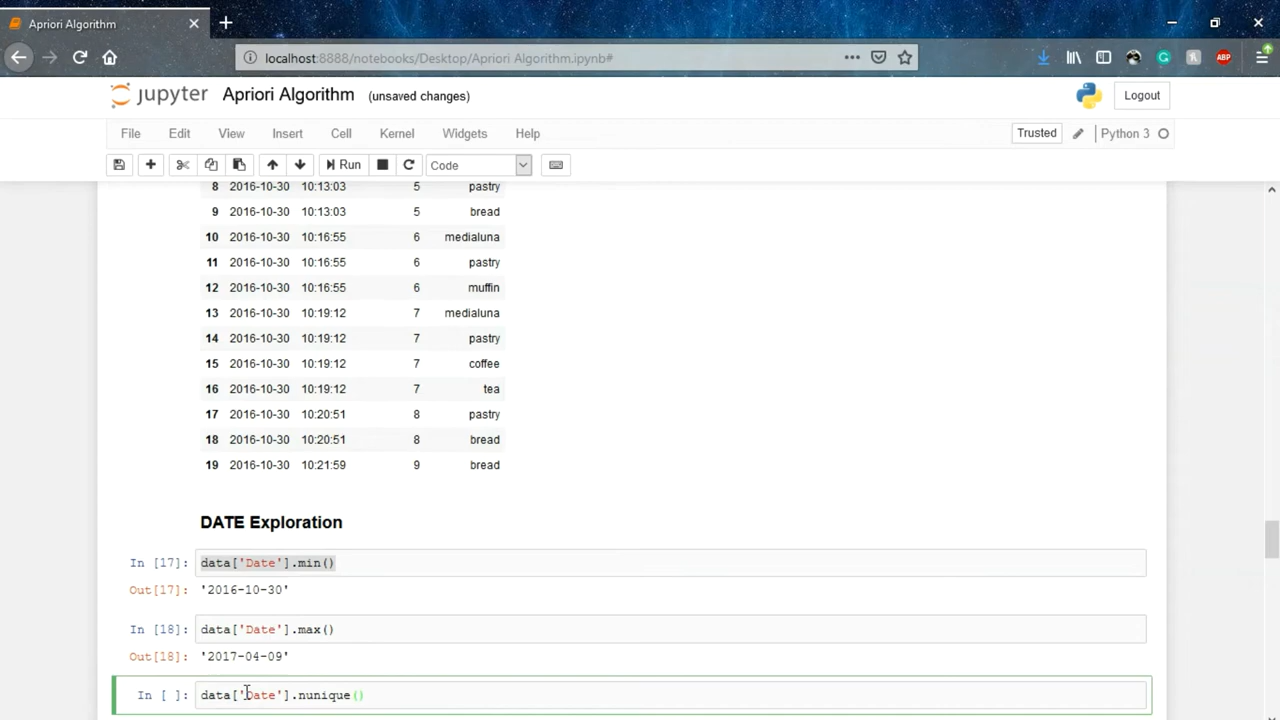 Apriori Algorithm
localhost:8888/notebooks/Desktop/Apriori Algorithm.ipynb#
ABP
jupyter Apriori Algorithm (unsaved changes)
Logout
File Edit View Insert Cell Kernel Widgets Help Trusted Python 3
Run Code
8 2016-10-30 10:13:03 5 pastry
9 2016-10-30 10:13:03 5 bread
10 2016-10-30 10:16:55 6 medialuna
11 2016-10-30 10:16:55 6 pastry
12 2016-10-30 10:16:55 6 muffin
13 2016-10-30 10:19:12 7 medialuna
14 2016-10-30 10:19:12 7 pastry
15 2016-10-30 10:19:12 7 coffee
16 2016-10-30 10:19:12 7 tea
17 2016-10-30 10:20:51 8 pastry
18 2016-10-30 10:20:51 8 bread
19 2016-10-30 10:21:59 9 bread
DATE Exploration
In [17]: data['Date'].min()
Out[17]: '2016-10-30'
In [18]: data['Date'].max()
Out[18]: '2017-04-09'
In [ ]: data['Date'].nunique()